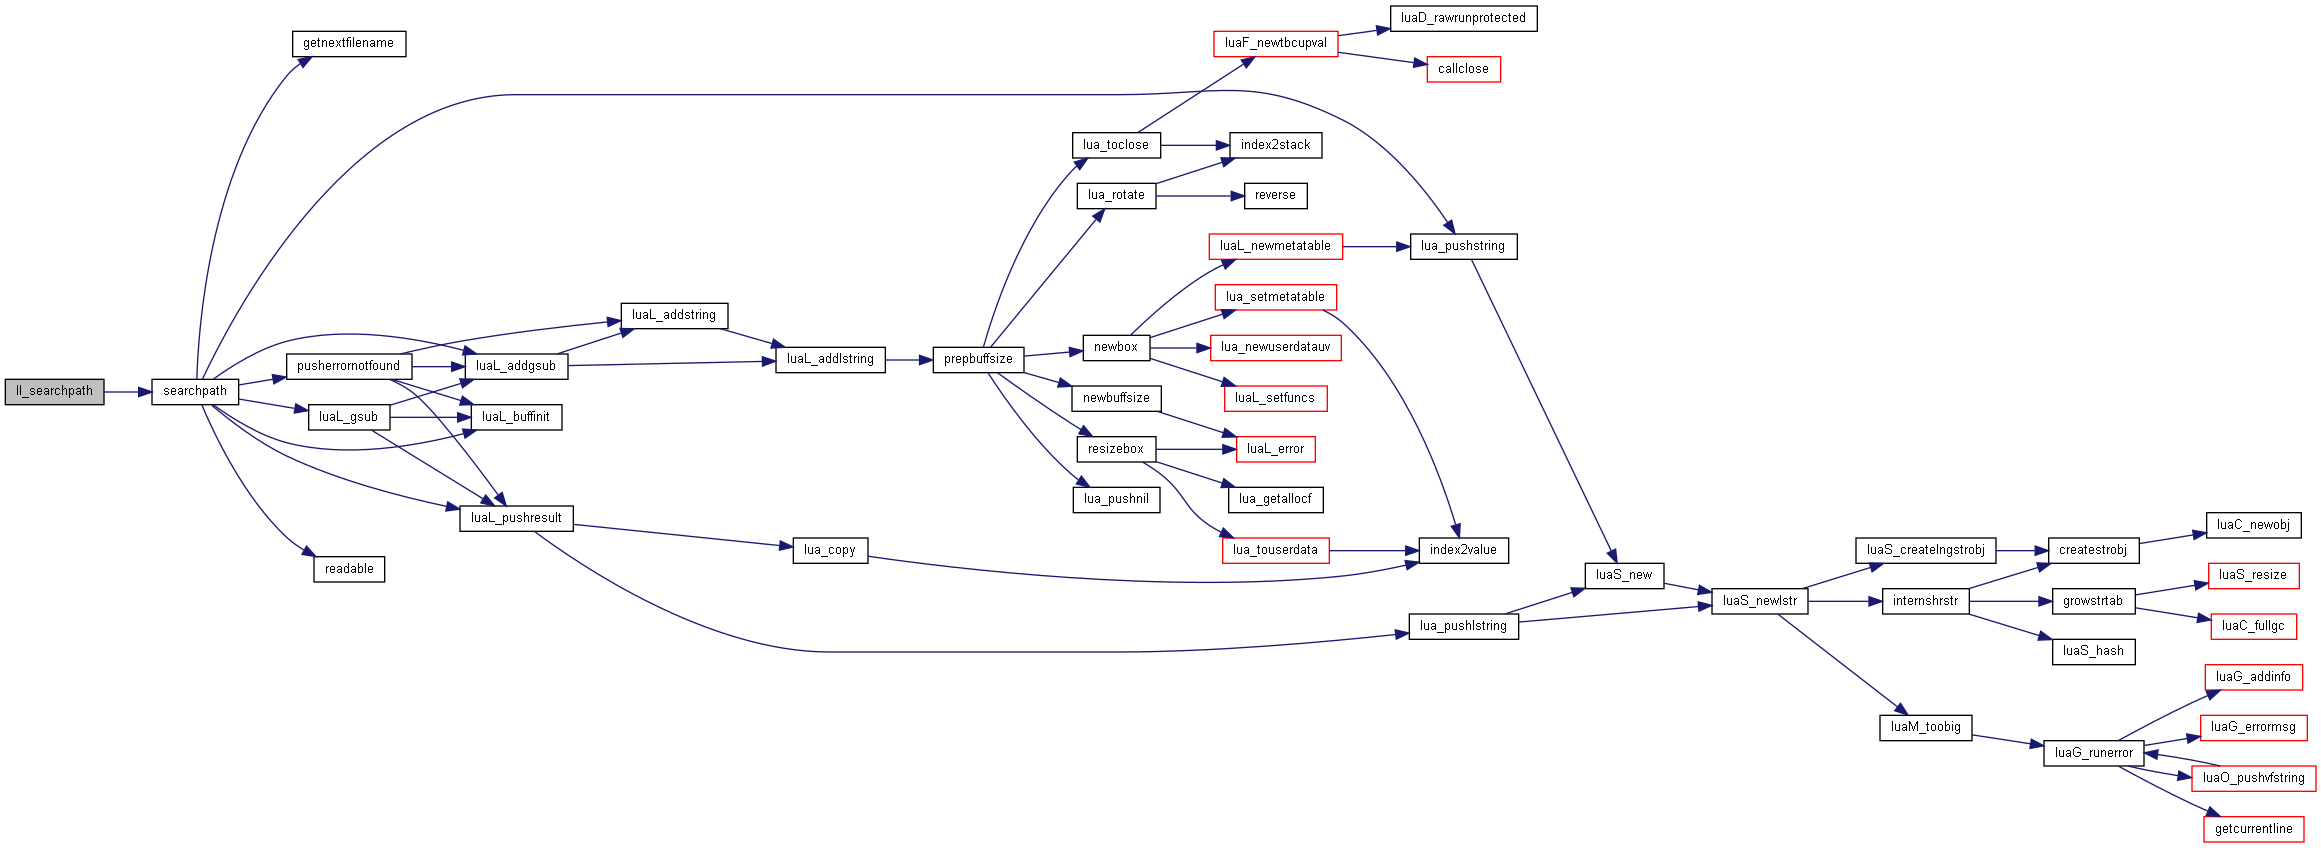 ll_searchpath
searchpath
getnextfilename
pusherrornotfound
luaL_gsub
readable
luaL_addgsub
luaL_buffinit
luaL_pushresult
luaL_addstring
luaL_addlstring
lua_copy
prepbuffsize
lua_toclose
lua_rotate
newbox
newbuffsize
resizebox
lua_pushnil
luaF_newtbcupval
index2stack
reverse
luaL_newmetatable
lua_setmetatable
lua_newuserdatauv
luaL_setfuncs
luaL_error
lua_getallocf
lua_touserdata
luaD_rawrunprotected
callclose
lua_pushstring
index2value
lua_pushlstring
luaS_new
luaS_newlstr
luaS_createlngstrobj
internshrstr
luaM_toobig
createstrobj
growstrtab
luaS_hash
luaG_runerror
luaC_newobj
luaS_resize
luaC_fullgc
luaG_addinfo
luaG_errormsg
luaO_pushvfstring
getcurrentline